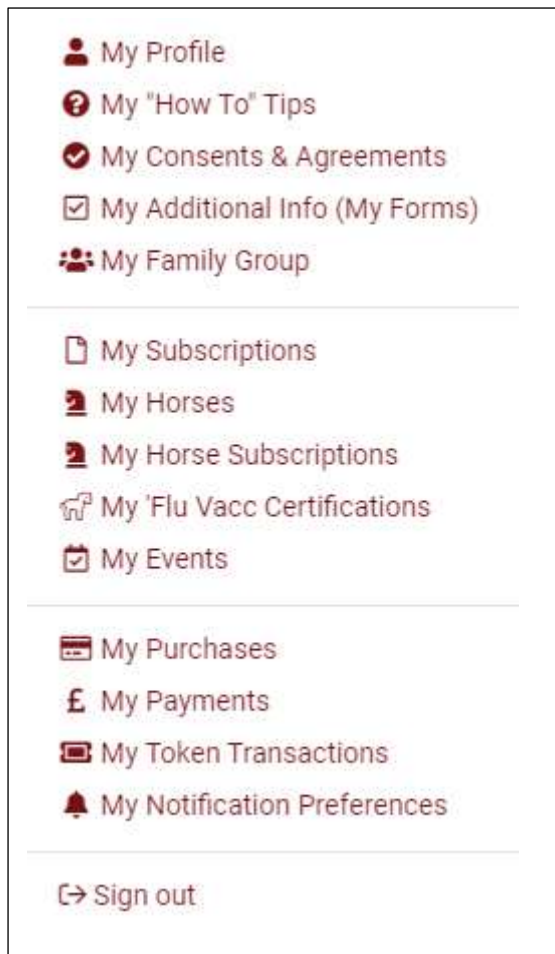 My Profile
My "How To" Tips
My Consents & Agreements
My Additional Info (My Forms)
My Family Group
My Subscriptions
My Horses
My Horse Subscriptions
My 'Flu Vacc Certifications
My Events
My Purchases
£ My Payments
My Token Transactions
My Notification Preferences
Sign out